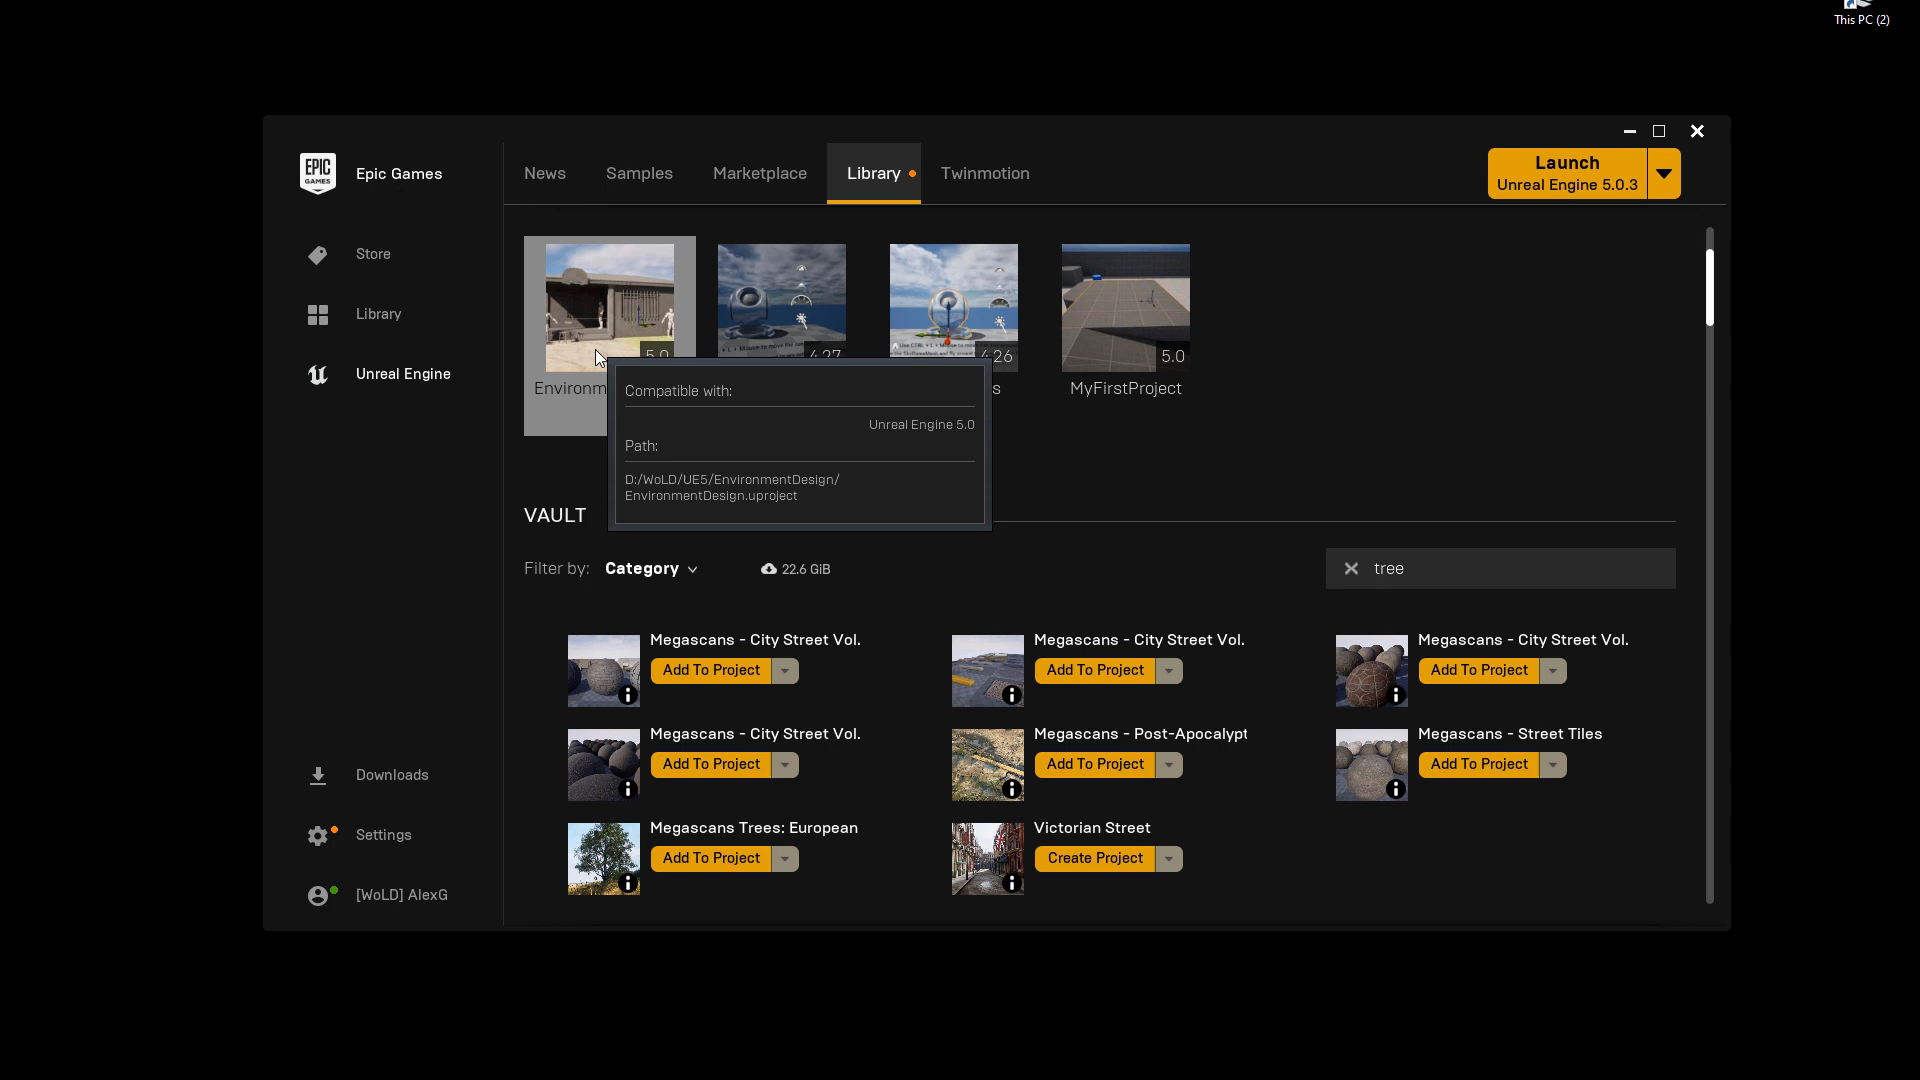 This PC (2)
EPIC GAMES
Epic Games
News
Samples
Marketplace
Library
Twinmotion
Launch
Unreal Engine 5.0.3
Store
Library
Unreal Engine
5.0
4.27
4.26
5.0
Environm
s
MyFirstProject
Compatible with:
Unreal Engine 5.0
Path:
D:/WoLD/UE5/EnvironmentDesign/
EnvironmentDesign.uproject
VAULT
Filter by:
Category
22.6 GiB
tree
Megascans - City Street Vol.
Add To Project
Megascans - City Street Vol.
Add To Project
Megascans - City Street Vol.
Add To Project
Megascans - City Street Vol.
Add To Project
Megascans - Post-Apocalypt
Add To Project
Megascans - Street Tiles
Add To Project
Megascans Trees: European
Add To Project
Victorian Street
Create Project
Downloads
Settings
[WoLD] AlexG